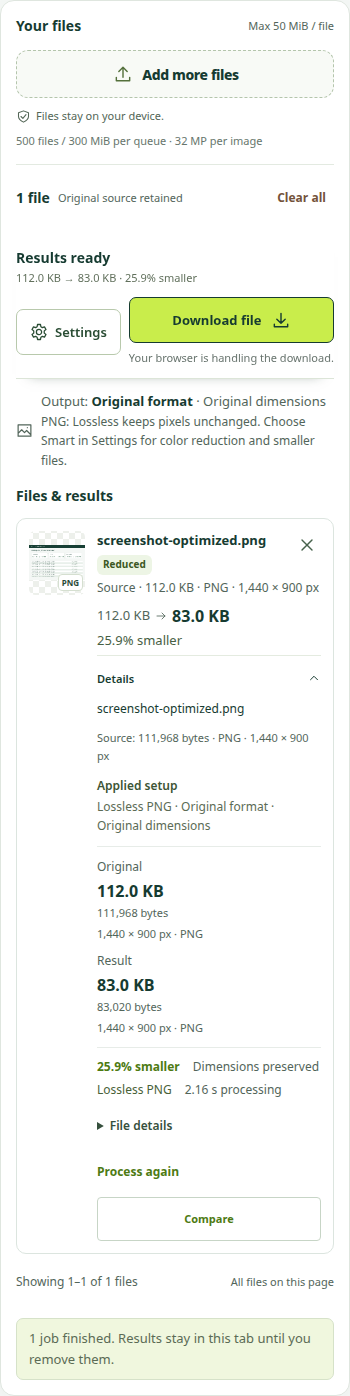 Your files
Max 50 MiB / file
Add more files
Files stay on your device.
500 files / 300 MiB per queue · 32 MP per image
1 file Original source retained
Clear all
Results ready
112.0 KB → 83.0 KB · 25.9% smaller
Settings
Download file
Your browser is handling the download.
Output: Original format · Original dimensions
PNG: Lossless keeps pixels unchanged. Choose
Smart in Settings for color reduction and smaller
files.
Files & results
screenshot-optimized.png
PNG
Reduced
Source · 112.0 KB · PNG · 1,440 × 900 px
112.0 KB → 83.0 KB
25.9% smaller
Details
screenshot-optimized.png
Source: 111,968 bytes · PNG · 1,440 × 900
px
Applied setup
Lossless PNG · Original format ·
Original dimensions
Original
112.0 KB
111,968 bytes
1,440 × 900 px · PNG
Result
83.0 KB
83,020 bytes
1,440 × 900 px · PNG
25.9% smaller Dimensions preserved
Lossless PNG 2.16 s processing
File details
Process again
Compare
Showing 1–1 of 1 files
All files on this page
1 job finished. Results stay in this tab until you
remove them.